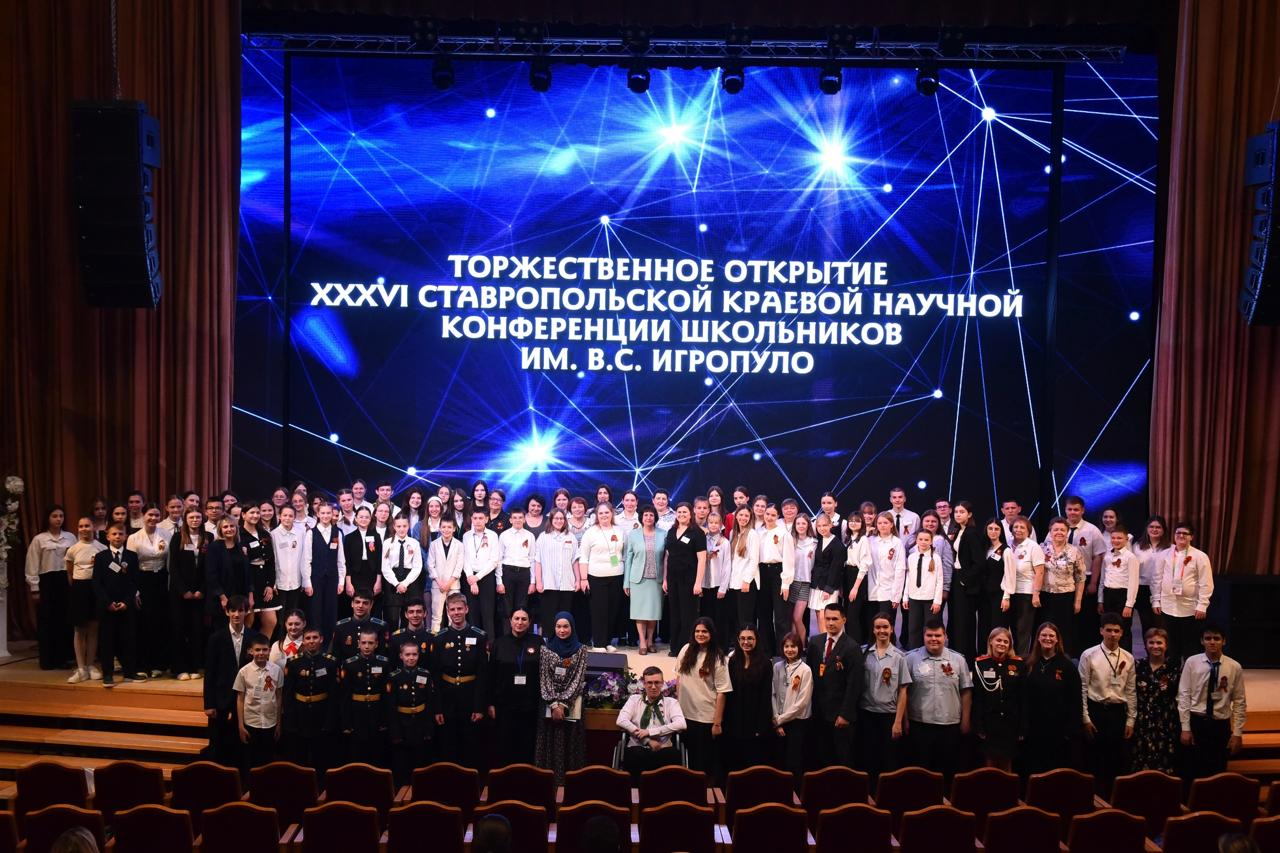 ТОРЖЕСТВЕННОЕ ОТКРЫТИЕ
XXXVI СТАВРОПОЛЬСКОЙ КРАЕВОЙ НАУЧНОЙ
КОНФЕРЕНЦИИ ШКОЛЬНИКОВ
ИМ. В.С. ИГРОПУЛО